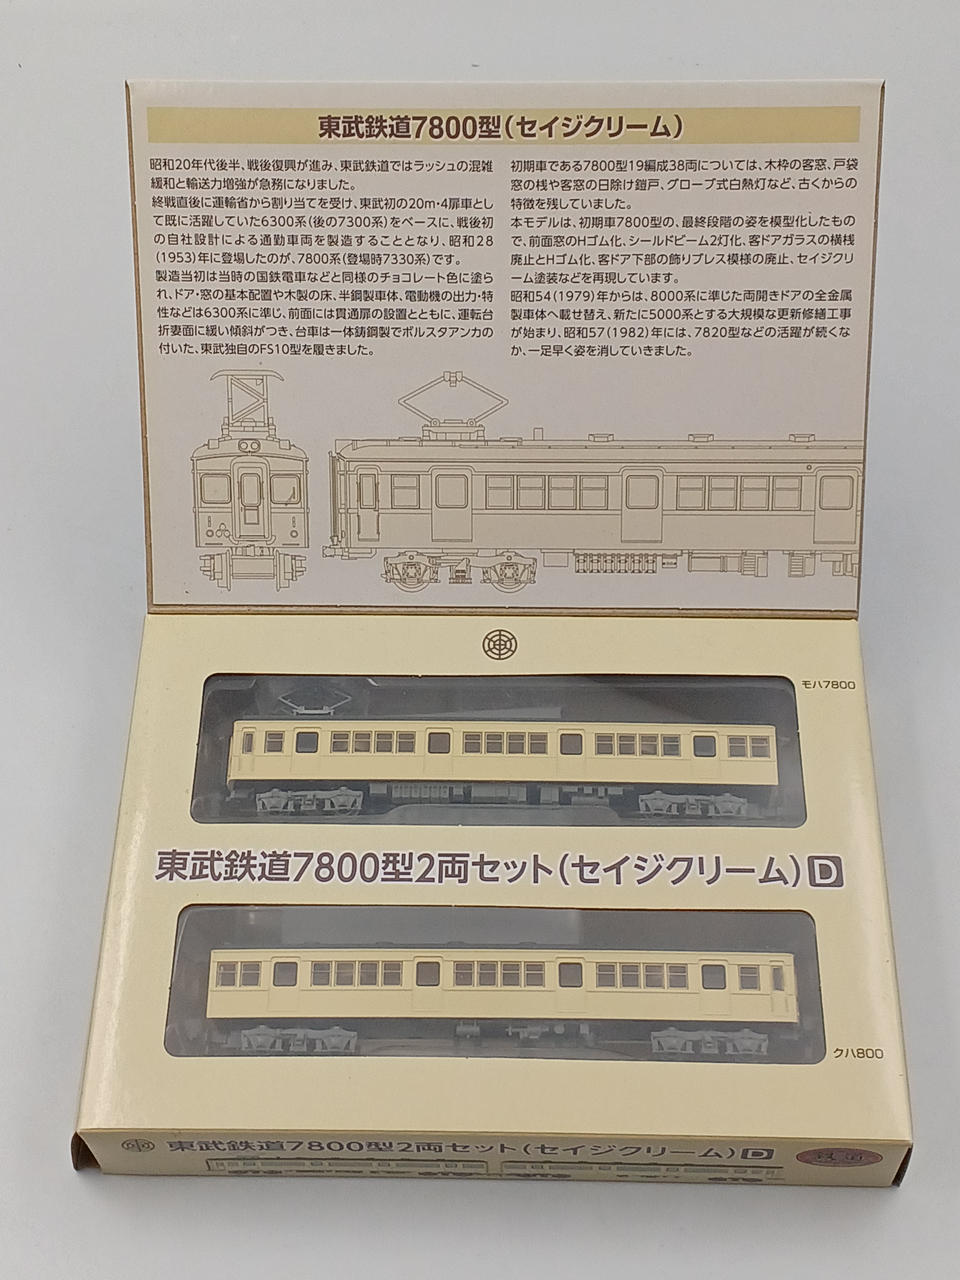 東武鉄道7800型(セイジクリーム)
昭和20年代後半、戦後復興が進み、東武鉄道ではラッシュの混雑
緩和と輸送力増強が急務になりました。
終戦直後に運輸省から割り当てを受け、東武初の20m・4扉車とし
て既に活躍していた6300系(後の7300系)をベースに、戦後初
の自社設計による通勤車両を製造することとなり、昭和28
(1953)年に登場したのが、7800系(登場時7330系)です。
製造当初は当時の国鉄電車などと同様のチョコレート色に塗ら
れ、ドア・窓の基本配置や木製の床、半鋼製車体、電動機の出力・特
性などは6300系に準じ、前面には貫通扉の設置とともに、運転台
折妻面に緩い傾斜がつき、台車は一体鋳鋼製でボルスタアンカの
付いた、東武独自のFS10型を履きました。
初期車である7800型19編成38両については、木枠の客窓、戸袋
窓の桟や客窓の日除け鎧戸、グローブ式白熱灯など、古くからの
特徴を残していました。
本モデルは、初期車7800型の、最終段階の姿を模型化したもの
で、前面窓のHゴム化、シールドビーム2灯化、客ドアガラスの横桟
廃止とHゴム化、客ドア下部の飾りプレス模様の廃止、セイジクリ
ーム塗装などを再現しています。
昭和54(1979)年からは、8000系に準じた両開きドアの全金属
製車体へ載せ替え、新たに5000系とする大規模な更新修繕工事
が始まり、昭和57(1982)年には、7820型などの活躍が続くな
か、一足早く姿を消していきました。
モハ7800
東武鉄道7800型2両セット(セイジクリーム)D
クハ800
東武鉄道7800型2両セット(セイジクリーム)D
鉄道